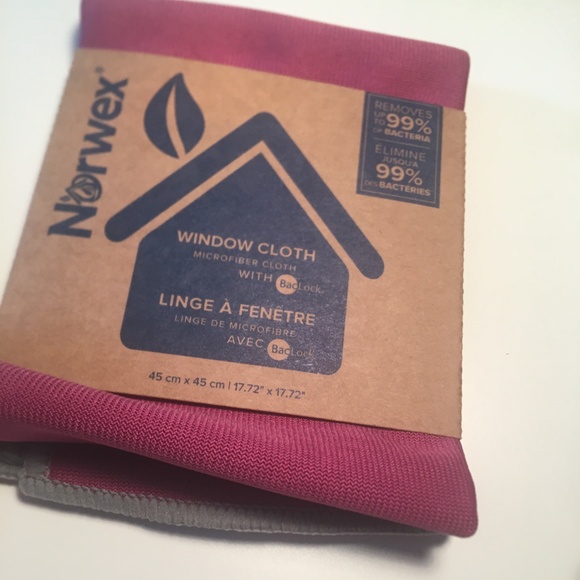 Norwex®
REMOVES
UP TO 99%
OF BACTERIA
ÉLIMINE
JUSQU'À
99%
DES BACTÉRIES
WINDOW CLOTH
MICROFIBER CLOTH
WITH BacLock
LINGE À FENÊTRE
LINGE DE MICROFIBRE
AVEC BacLock
45 cm x 45 cm | 17.72" x 17.72"